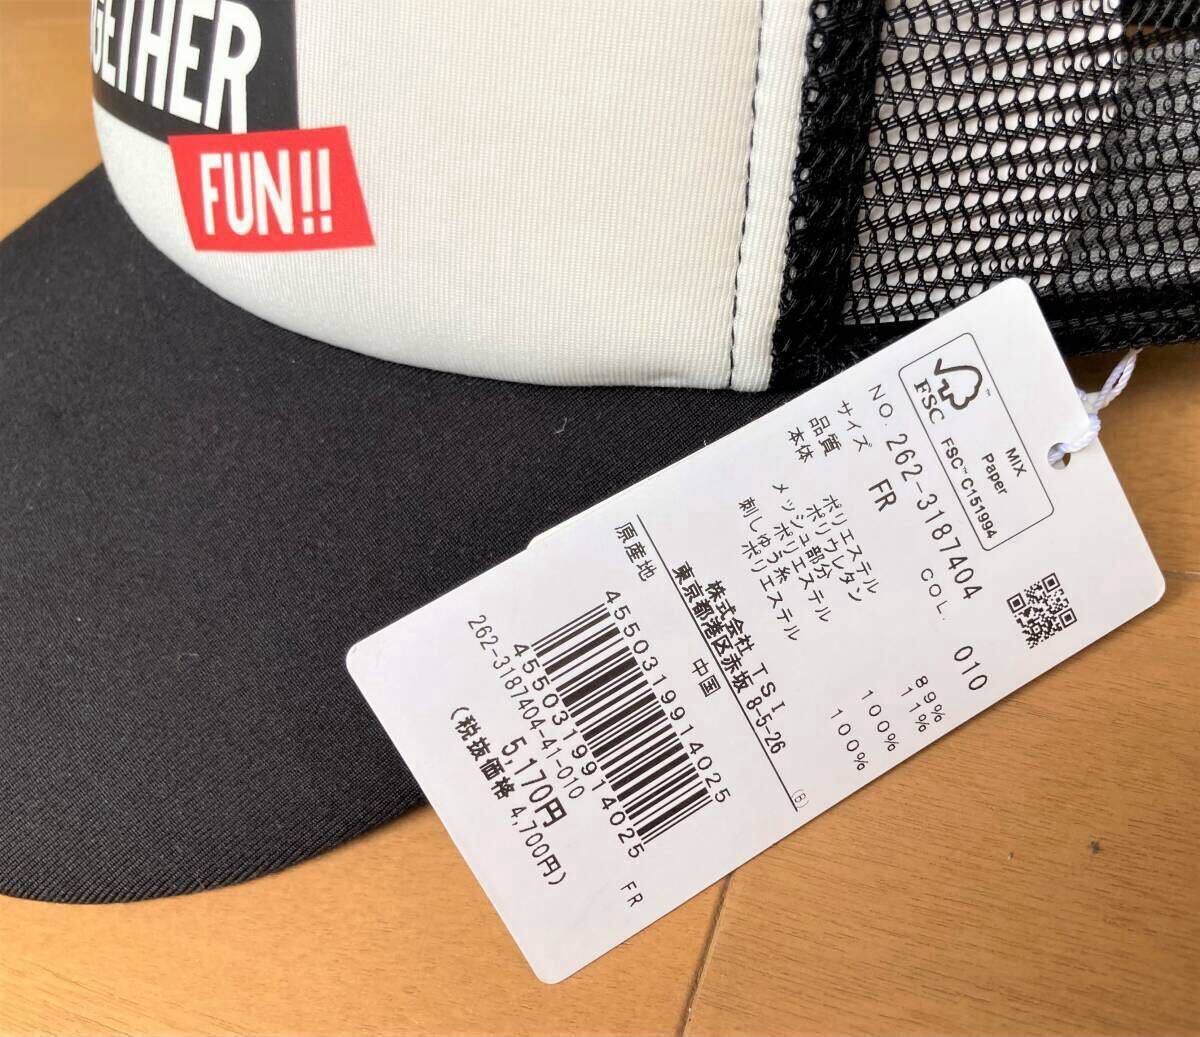 GETHER
FUN!!
FSC™
MIX
Paper
FSC™ C151994
NO. 262-3187404 COL. 010
サイズ FR
品質
本体 ポリエステル 89%
ポリウレタン 11%
メッシュ部分
ポリエステル 100%
刺しゅう糸
ポリエステル 100%
株式会社 TSI
東京都港区赤坂 8-5-26
(B)
原産地 中国
4550319914025
4550319914025
262-3187404-41-010 FR
5,170円
(税抜価格 4,700円)